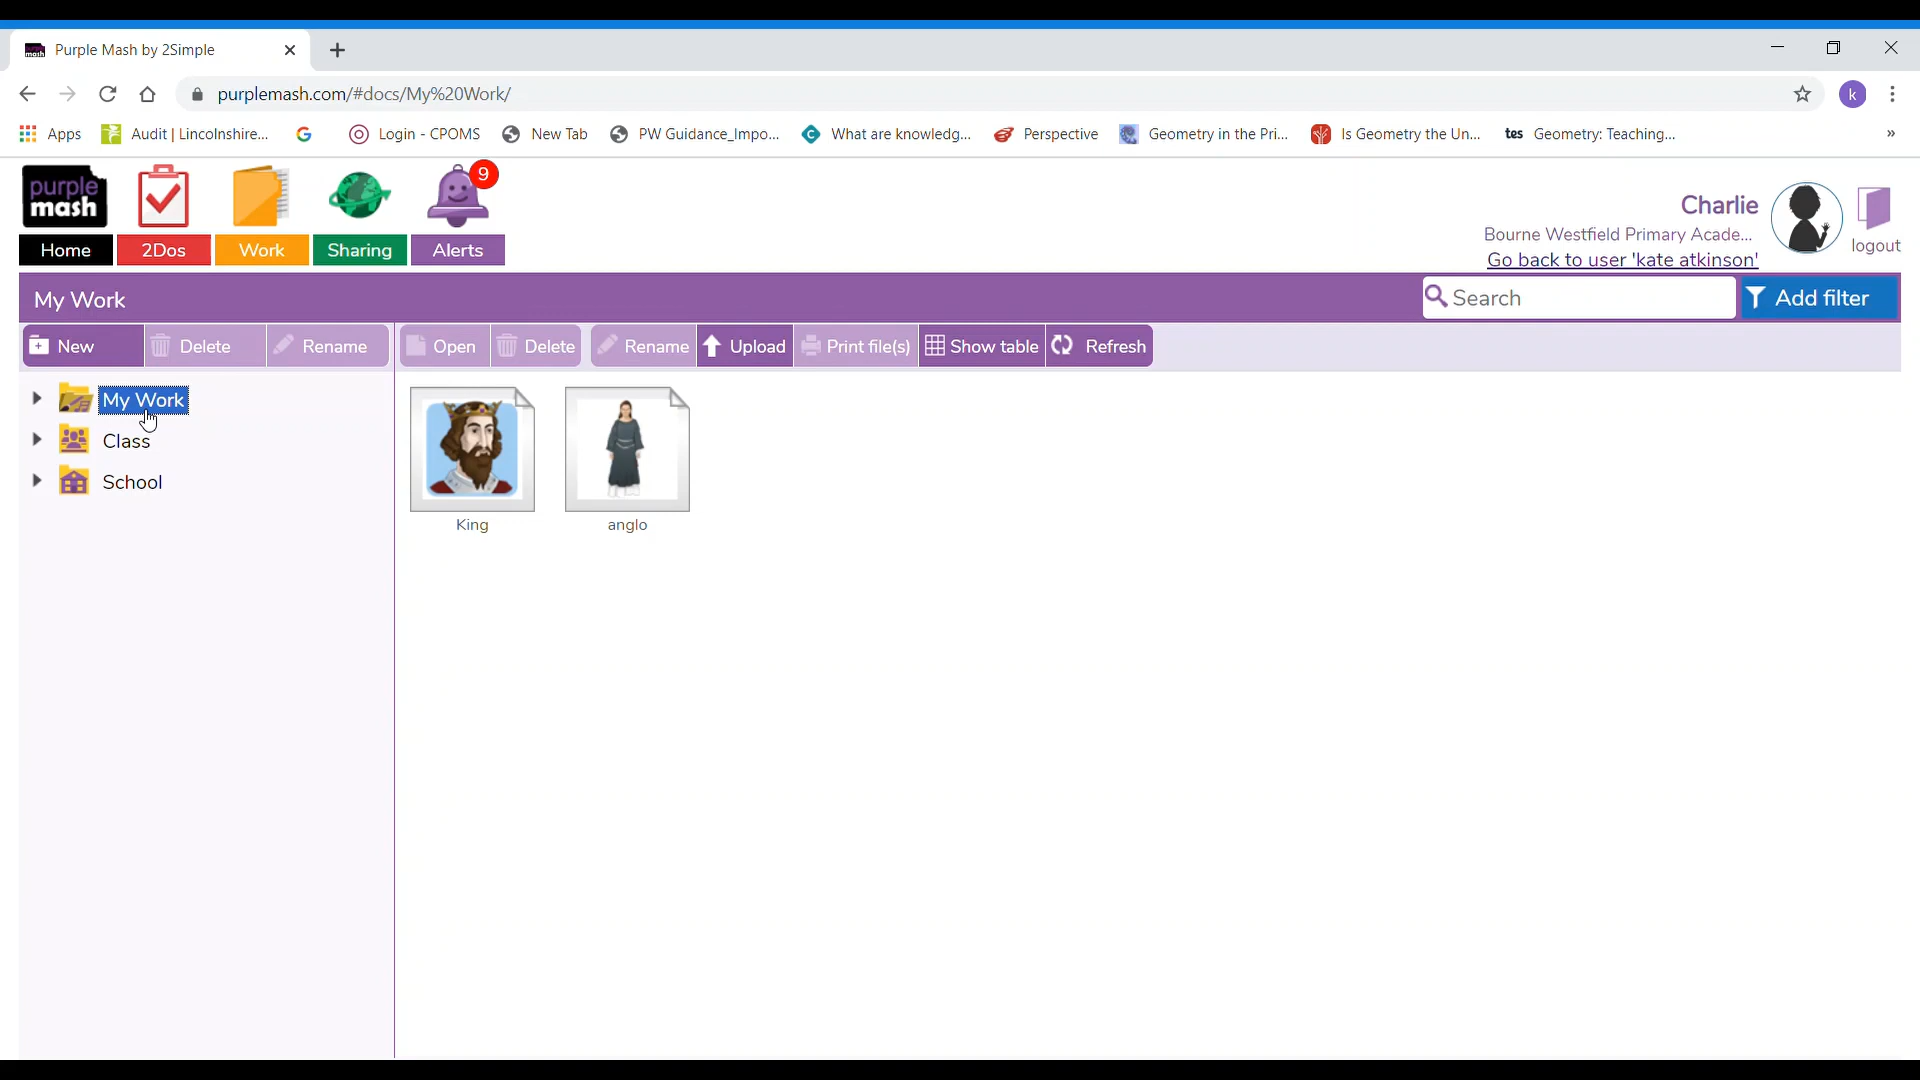 Purple Mash by 2Simple
purplemash.com/#docs/My%20Work/
k
Apps Audit | Lincolnshire... Login - CPOMS New Tab PW Guidance_Impo... What are knowledg... Perspective Geometry in the Pri... Is Geometry the Un... tes Geometry: Teaching... »
purple mash
9
Home 2Dos Work Sharing Alerts
Charlie
Bourne Westfield Primary Acade...
Go back to user 'kate atkinson'
logout
My Work
Search Add filter
New Delete Rename Open Delete Rename Upload Print file(s) Show table Refresh
My Work
Class
School
King anglo